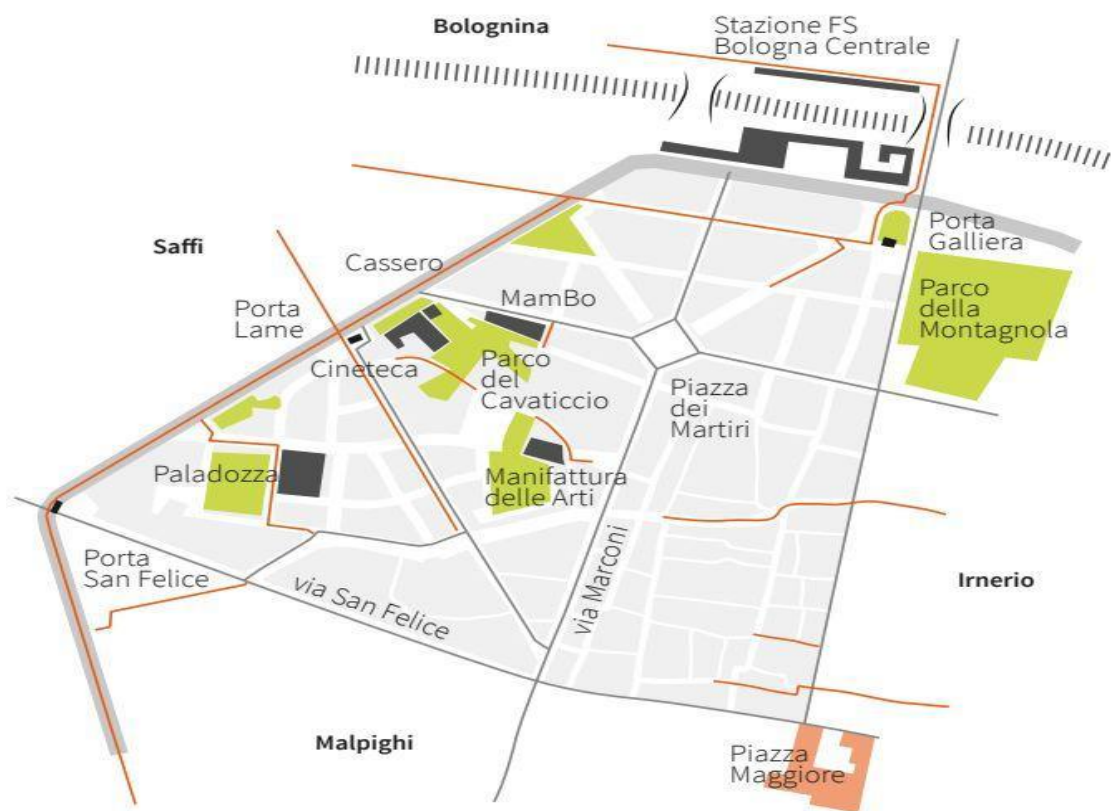 Bolognina
Stazione FS
Bologna Centrale
Saffi
Porta
Galliera
Cassero
Parco
della
Montagnola
MamBo
Porta
Lame
Cineteca
Parco
del
Cavaticcio
Piazza
dei
Martiri
Paladozza
Manifattura
delle Arti
Porta
San Felice
via San Felice
via Marconi
Irnerio
Malpighi
Piazza
Maggiore